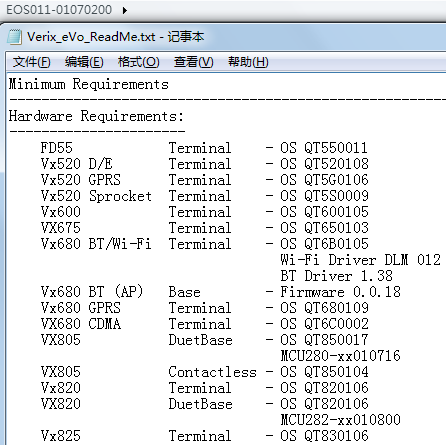 EOS011-01070200
Verix_eVo_ReadMe.txt - 记事本
文件(F) 编辑(E) 格式(O) 查看(V) 帮助(H)
Minimum Requirements
-------------------------------------------------------
Hardware Requirements:
----------------------
FD55 Terminal - OS QT550011
Vx520 D/E Terminal - OS QT520108
Vx520 GPRS Terminal - OS QT5G0106
Vx520 Sprocket Terminal - OS QT5S0009
Vx600 Terminal - OS QT600105
VX675 Terminal - OS QT650103
Vx680 BT/Wi-Fi Terminal - OS QT6B0105
Wi-Fi Driver DLM 012
BT Driver 1.38
Vx680 BT (AP) Base - Firmware 0.0.18
Vx680 GPRS Terminal - OS QT680109
VX680 CDMA Terminal - OS QT6C0002
VX805 DuetBase - OS QT850017
MCU280-xx010716
VX805 Contactless - OS QT850104
Vx820 Terminal - OS QT820106
VX820 DuetBase - OS QT820106
MCU282-xx010800
Vx825 Terminal - OS QT830106